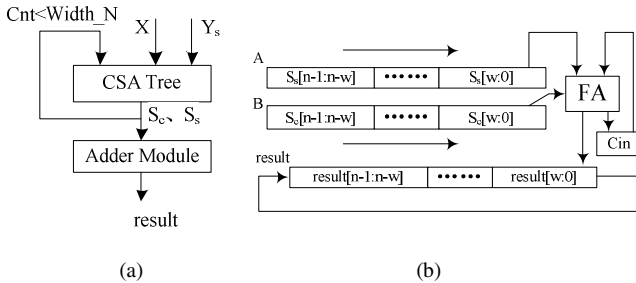 Cnt<Width_N
X
Y_s
CSA Tree
S_c、S_s
Adder Module
result
(a)
A
S_s[n-1:n-w] •••••• S_s[w:0]
B
S_c[n-1:n-w] •••••• S_c[w:0]
FA
Cin
result
result[n-1:n-w] •••••• result[w:0]
(b)